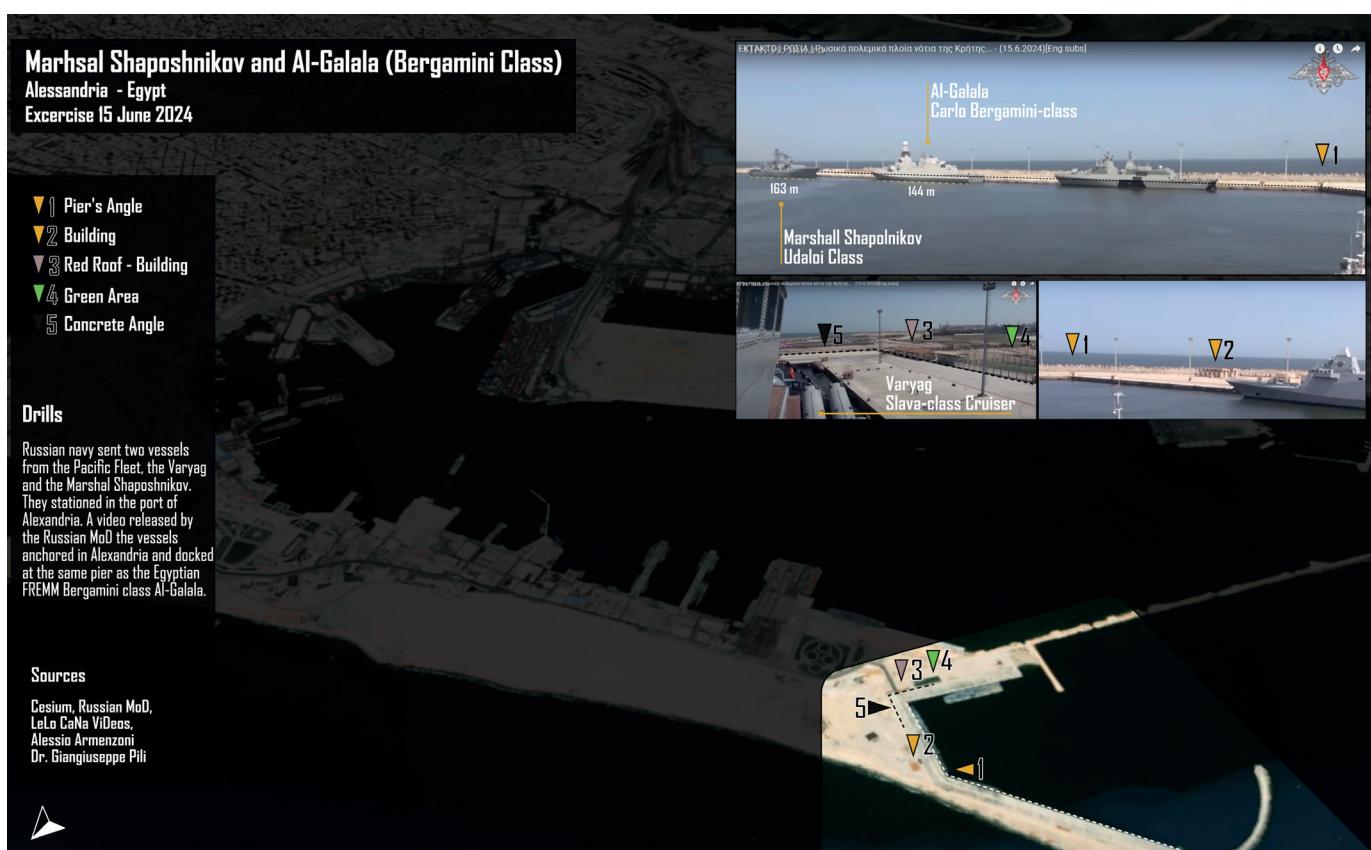 Marhsal Shaposhnikov and Al-Galala (Bergamini Class)
Alessandria - Egypt
Excercise 15 June 2024
1 Pier's Angle
2 Building
3 Red Roof - Building
4 Green Area
5 Concrete Angle
Drills
Russian navy sent two vessels
from the Pacific Fleet, the Varyag
and the Marshal Shaposhnikov.
They stationed in the port of
Alexandria. A video released by
the Russian MoD the vessels
anchored in Alexandria and docked
at the same pier as the Egyptian
FREMM Bergamini class Al-Galala.
Sources
Cesium, Russian MoD,
LeLo CaNa ViDeos,
Alessio Armenzoni
Dr. Giangiuseppe Pili
ΕΚΤΑΚΤΟ | ΡΩΣΙΑ | Ρωσικά πολεμικά πλοία νότια της Κρήτης... - (15.6.2024)[Eng subs]
Al-Galala
Carlo Bergamini-class
1
163 m
144 m
Marshall Shapolnikov
Udaloi Class
5
3
4
Varyag
Slava-class Cruiser
1
2
3
4
5
2
1